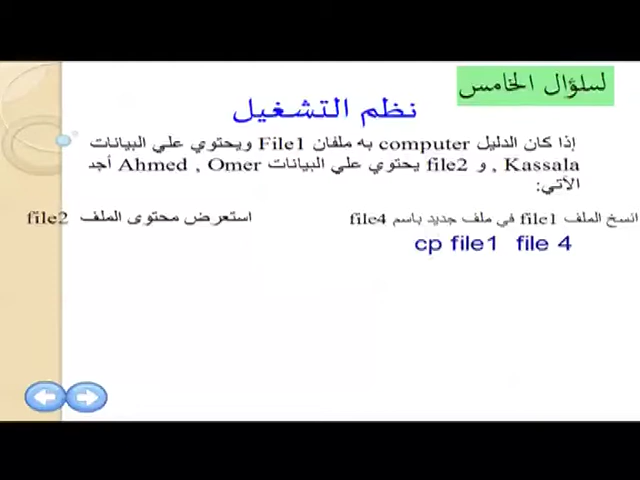 لسلؤال الخامس
نظم التشغيل
إذا كان الدليل computer به ملفان File1 ويحتوي علي البيانات
Kassala , و file2 يحتوي علي البيانات Ahmed , Omer أجد
الآتي:
انسخ الملف file1 في ملف جديد باسم file4
استعرض محتوى الملف file2
cp file1 file 4